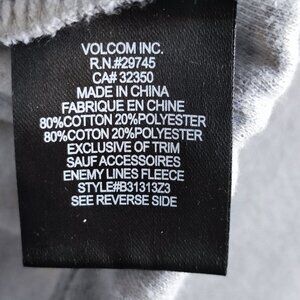 VOLCOM INC.
R.N.#29745
CA# 32350
MADE IN CHINA
FABRIQUE EN CHINE
80%COTTON 20%POLYESTER
80%COTON 20%POLYESTER
EXCLUSIVE OF TRIM
SAUF ACCESSOIRES
ENEMY LINES FLEECE
STYLE#B31313Z3
SEE REVERSE SIDE